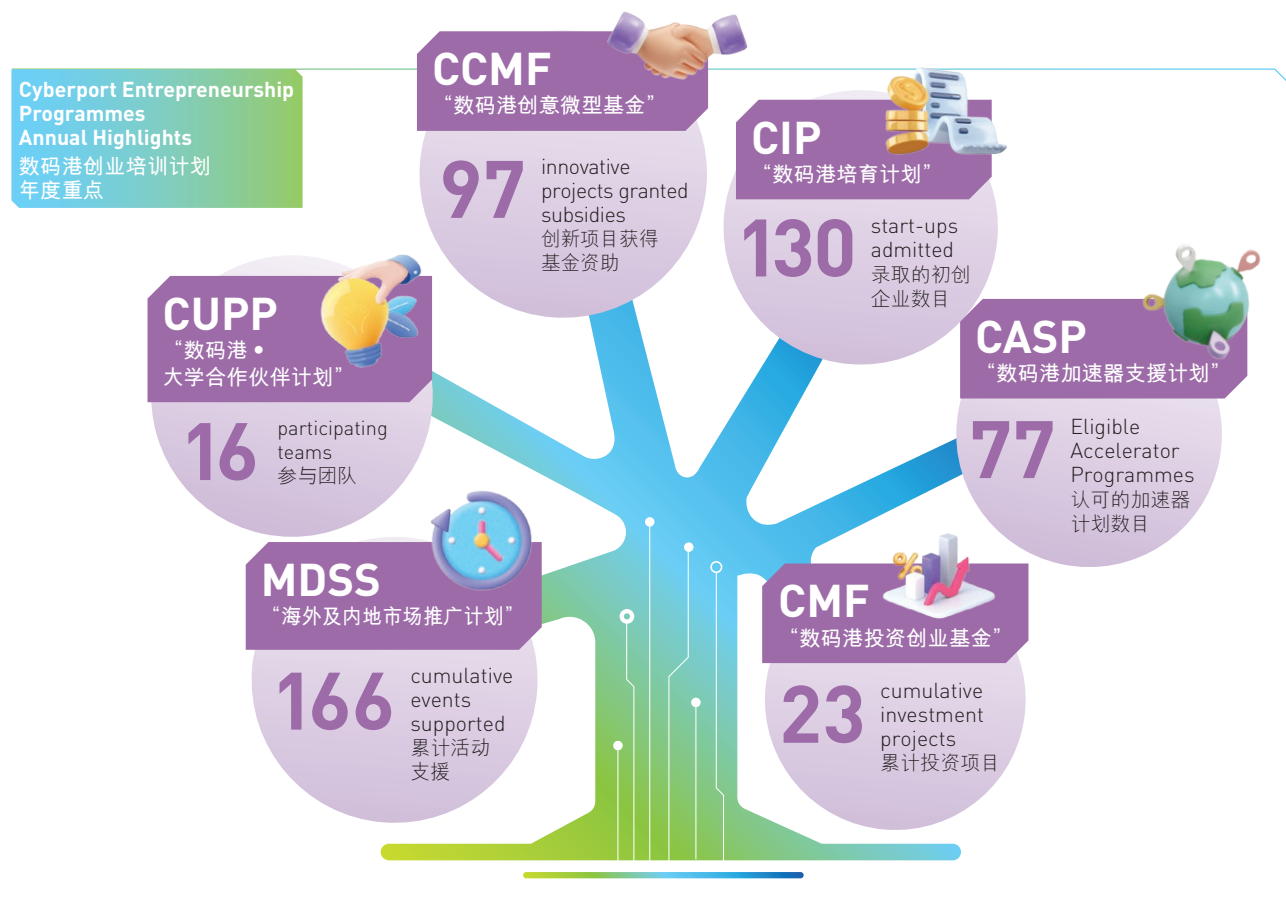 Cyberport Entrepreneurship
Programmes
Annual Highlights
数码港创业培训计划
年度重点
CCMF
“数码港创意微型基金”
97
innovative
projects granted
subsidies
创新项目获得
基金资助
CIP
“数码港培育计划”
130
start-ups
admitted
录取的初创
企业数目
CUPP
“数码港•
大学合作伙伴计划”
16
participating
teams
参与团队
CASP
“数码港加速器支援计划”
77
Eligible
Accelerator
Programmes
认可的加速器
计划数目
MDSS
“海外及内地市场推广计划”
166
cumulative
events
supported
累计活动
支援
CMF
“数码港投资创业基金”
23
cumulative
investment
projects
累计投资项目
%